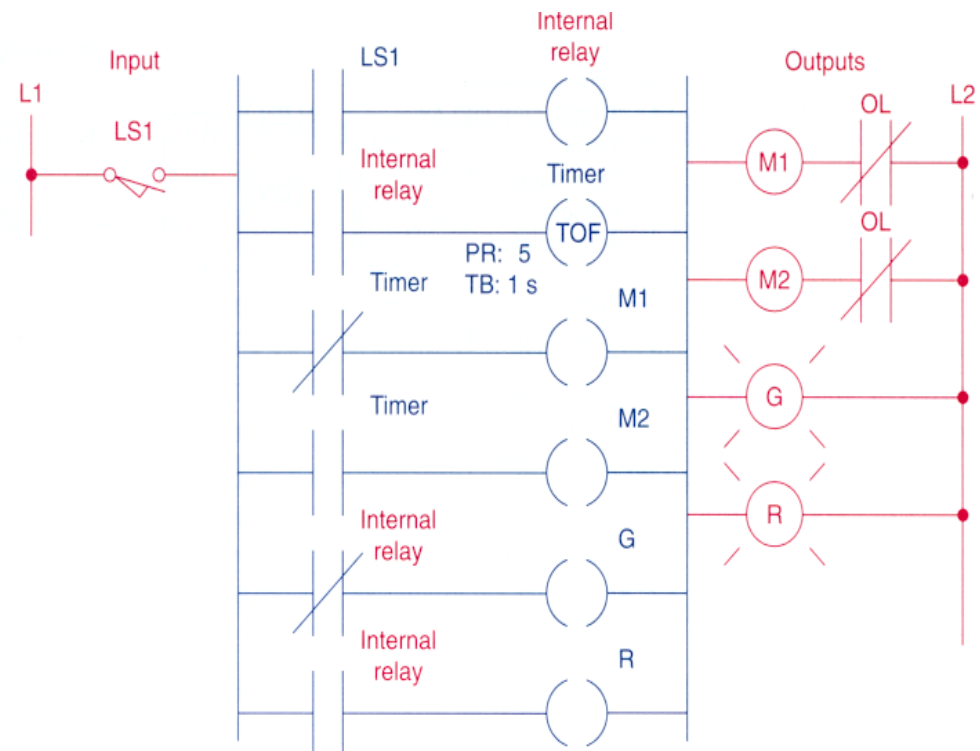 Input
L1
LS1
LS1
Internal
relay
Outputs
OL
L2
M1
Internal
relay
Timer
TOF
PR: 5
TB: 1 s
OL
M2
Timer
M1
G
Timer
M2
R
Internal
relay
G
Internal
relay
R